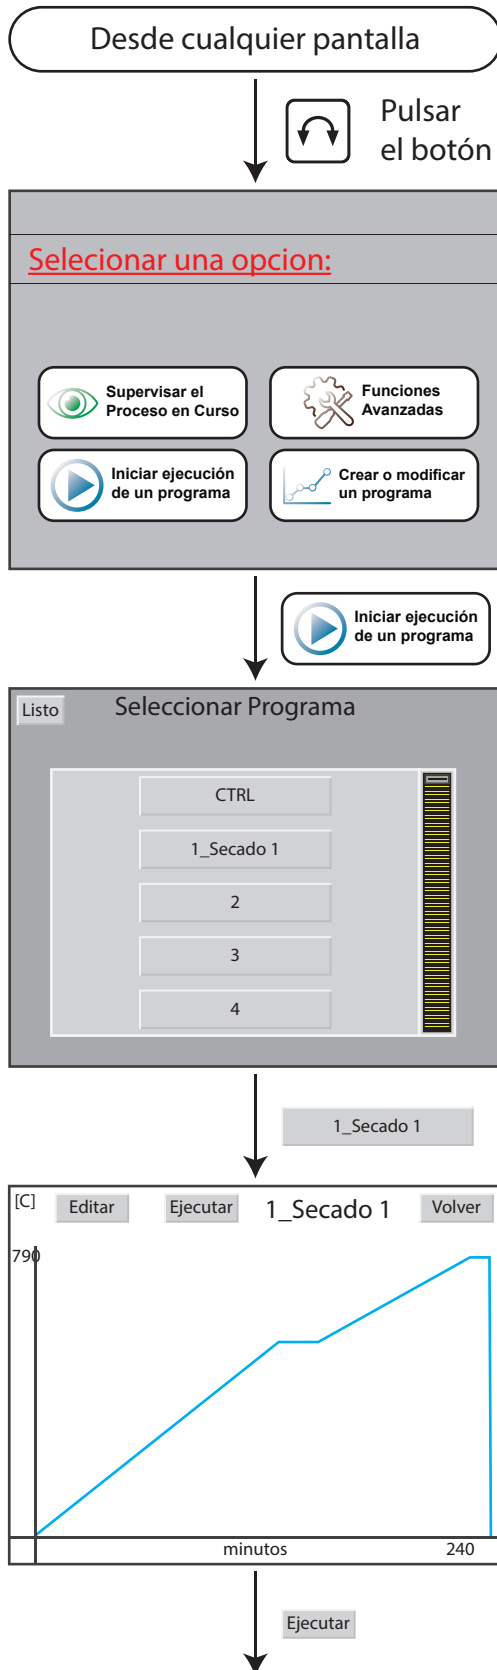 Desde cualquier pantalla
Pulsar
el botón
Selecionar una opcion:
Supervisar el
Proceso en Curso
Funciones
Avanzadas
Iniciar ejecución
de un programa
Crear o modificar
un programa
Iniciar ejecución
de un programa
Listo
Seleccionar Programa
CTRL
1_Secado 1
2
3
4
1_Secado 1
[C]
Editar
Ejecutar
1_Secado 1
Volver
790
minutos
240
Ejecutar